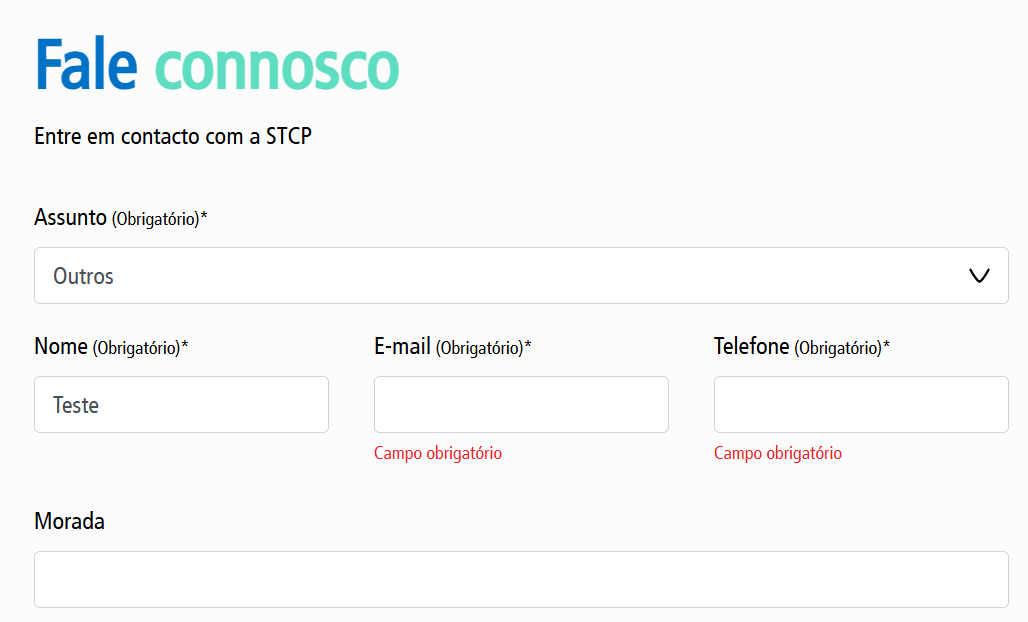 Fale connosco
Entre em contacto com a STCP
Assunto (Obrigatório)*
Outros
Nome (Obrigatório)* E-mail (Obrigatório)* Telefone (Obrigatório)*
Teste
Campo obrigatório Campo obrigatório
Morada